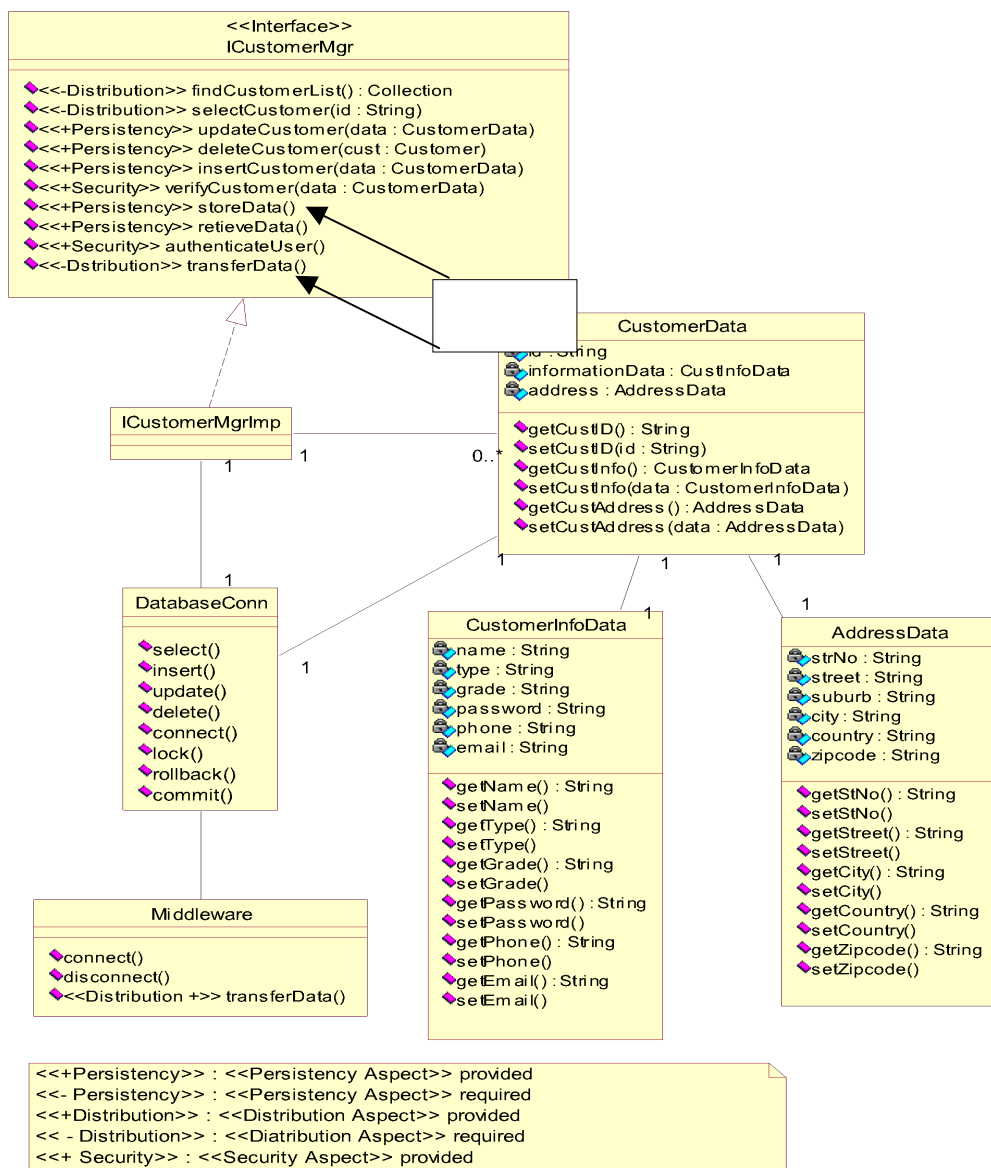 <<Interface>>
ICustomerMgr
<<-Distribution>> findCustomerList() : Collection
<<-Distribution>> selectCustomer(id : String)
<<+Persistency>> updateCustomer(data : CustomerData)
<<+Persistency>> deleteCustomer(cust : Customer)
<<+Persistency>> insertCustomer(data : CustomerData)
<<+Security>> verifyCustomer(data : CustomerData)
<<+Persistency>> storeData()
<<+Persistency>> retieveData()
<<+Security>> authenticateUser()
<<-Dstribution>> transferData()
CustomerData
id : String
informationData : CustInfoData
address : AddressData
getCustID() : String
setCustID(id : String)
getCustInfo() : CustomerInfoData
setCustInfo(data : CustomerInfoData)
getCustAddress() : AddressData
setCustAddress(data : AddressData)
ICustomerMgrImp
1
1
0..*
1
1
1
1
1
1
1
DatabaseConn
select()
insert()
update()
delete()
connect()
lock()
rollback()
commit()
CustomerInfoData
name : String
type : String
grade : String
password : String
phone : String
email : String
getName() : String
setName()
getType() : String
setType()
getGrade() : String
setGrade()
getPassword() : String
setPassword()
getPhone() : String
setPhone()
getEmail() : String
setEmail()
AddressData
strNo : String
street : String
suburb : String
city : String
country : String
zipcode : String
getStNo() : String
setStNo()
getStreet() : String
setStreet()
getCity() : String
setCity()
getCountry() : String
setCountry()
getZipcode() : String
setZipcode()
Middleware
connect()
disconnect()
<<Distribution +>> transferData()
<<+Persistency>> : <<Persistency Aspect>> provided
<<- Persistency>> : <<Persistency Aspect>> required
<<+Distribution>> : <<Distribution Aspect>> provided
<< - Distribution>> : <<Diatribution Aspect>> required
<<+ Security>> : <<Security Aspect>> provided